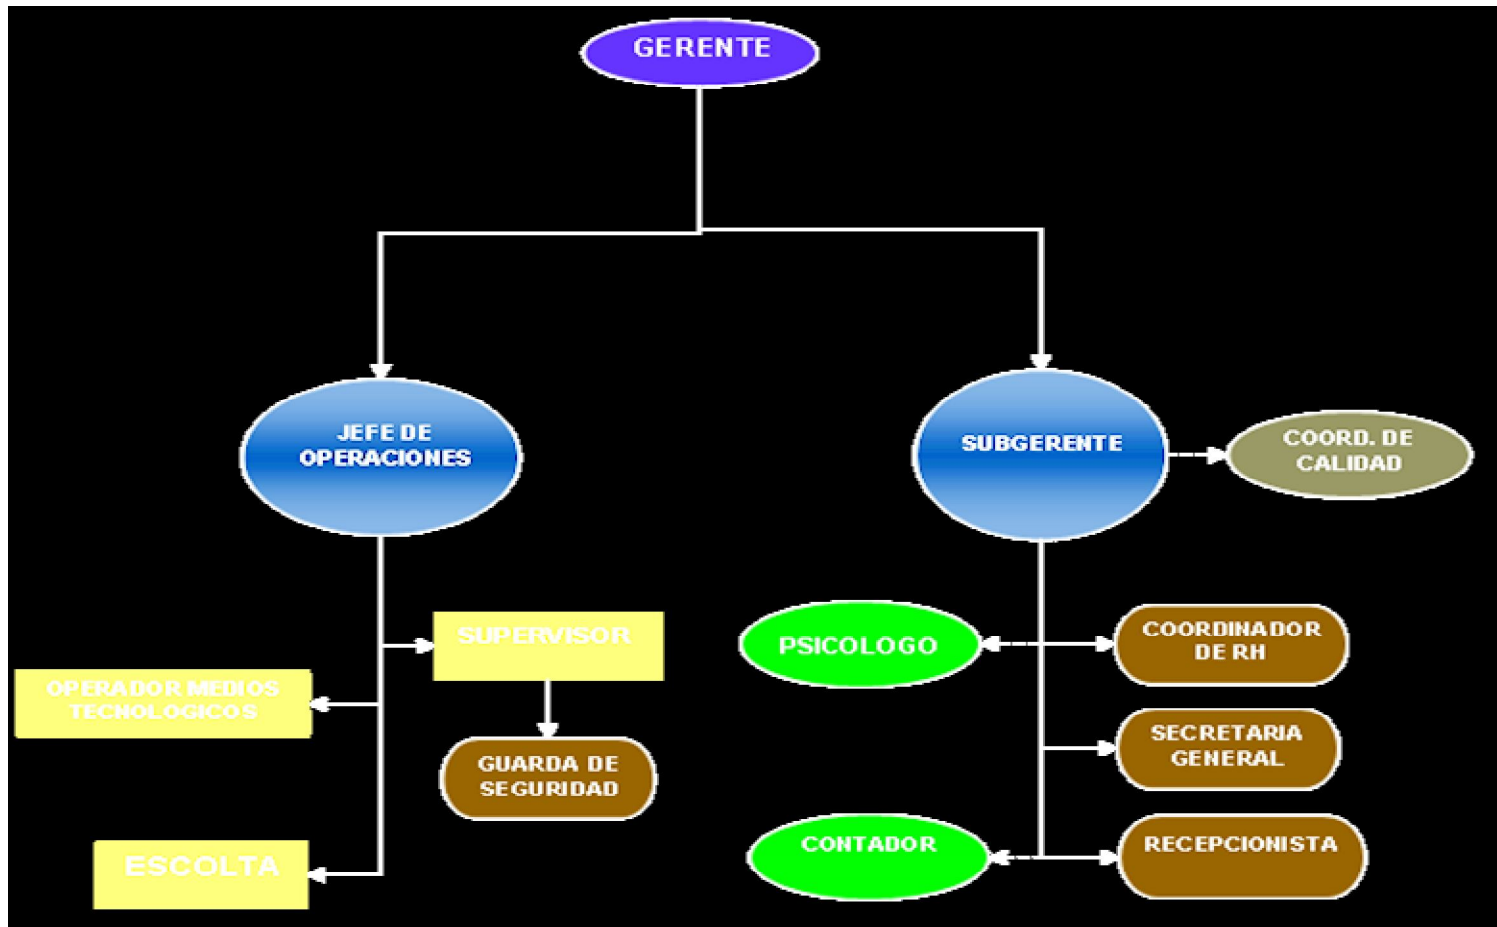 GERENTE
JEFE DE
OPERACIONES
SUBGERENTE
COORD. DE
CALIDAD
SUPERVISOR
PSICOLOGO
COORDINADOR
DE RH
OPERADOR MEDIOS
TECNOLOGICOS
GUARDA DE
SEGURIDAD
SECRETARIA
GENERAL
ESCOLTA
CONTADOR
RECEPCIONISTA